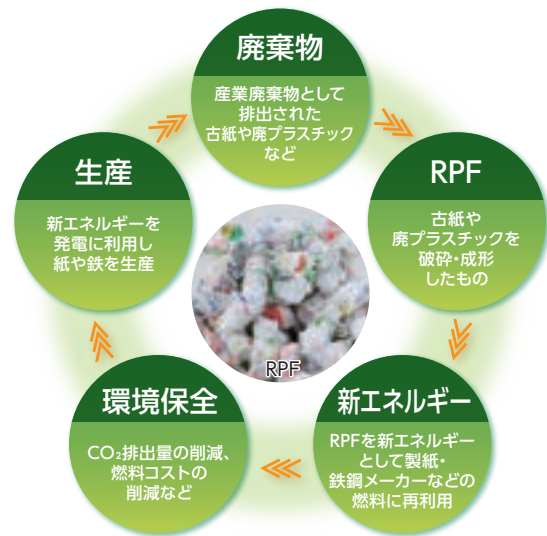 廃棄物
産業廃棄物として
排出された
古紙や廃プラスチック
など
RPF
古紙や
廃プラスチックを
破砕・成形
したもの
新エネルギー
RPFを新エネルギー
として製紙・
鉄鋼メーカーなどの
燃料に再利用
環境保全
CO₂排出量の削減、
燃料コストの
削減など
生産
新エネルギーを
発電に利用し
紙や鉄を生産
RPF